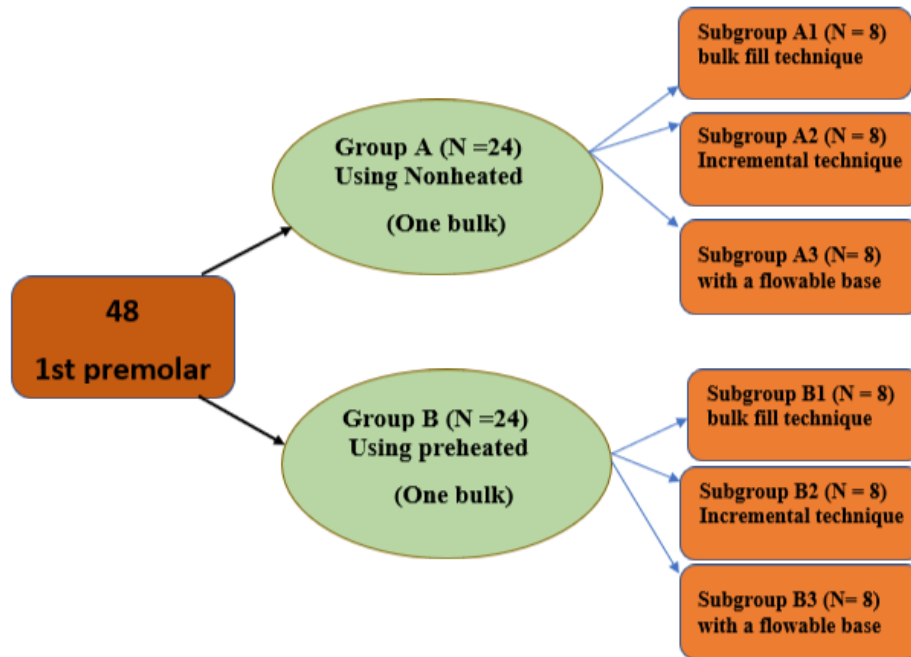 48
1st premolar
Group A (N =24)
Using Nonheated
(One bulk)
Subgroup A1 (N = 8)
bulk fill technique
Subgroup A2 (N = 8)
Incremental technique
Subgroup A3 (N= 8)
with a flowable base
Group B (N =24)
Using preheated
(One bulk)
Subgroup B1 (N = 8)
bulk fill technique
Subgroup B2 (N = 8)
Incremental technique
Subgroup B3 (N= 8)
with a flowable base